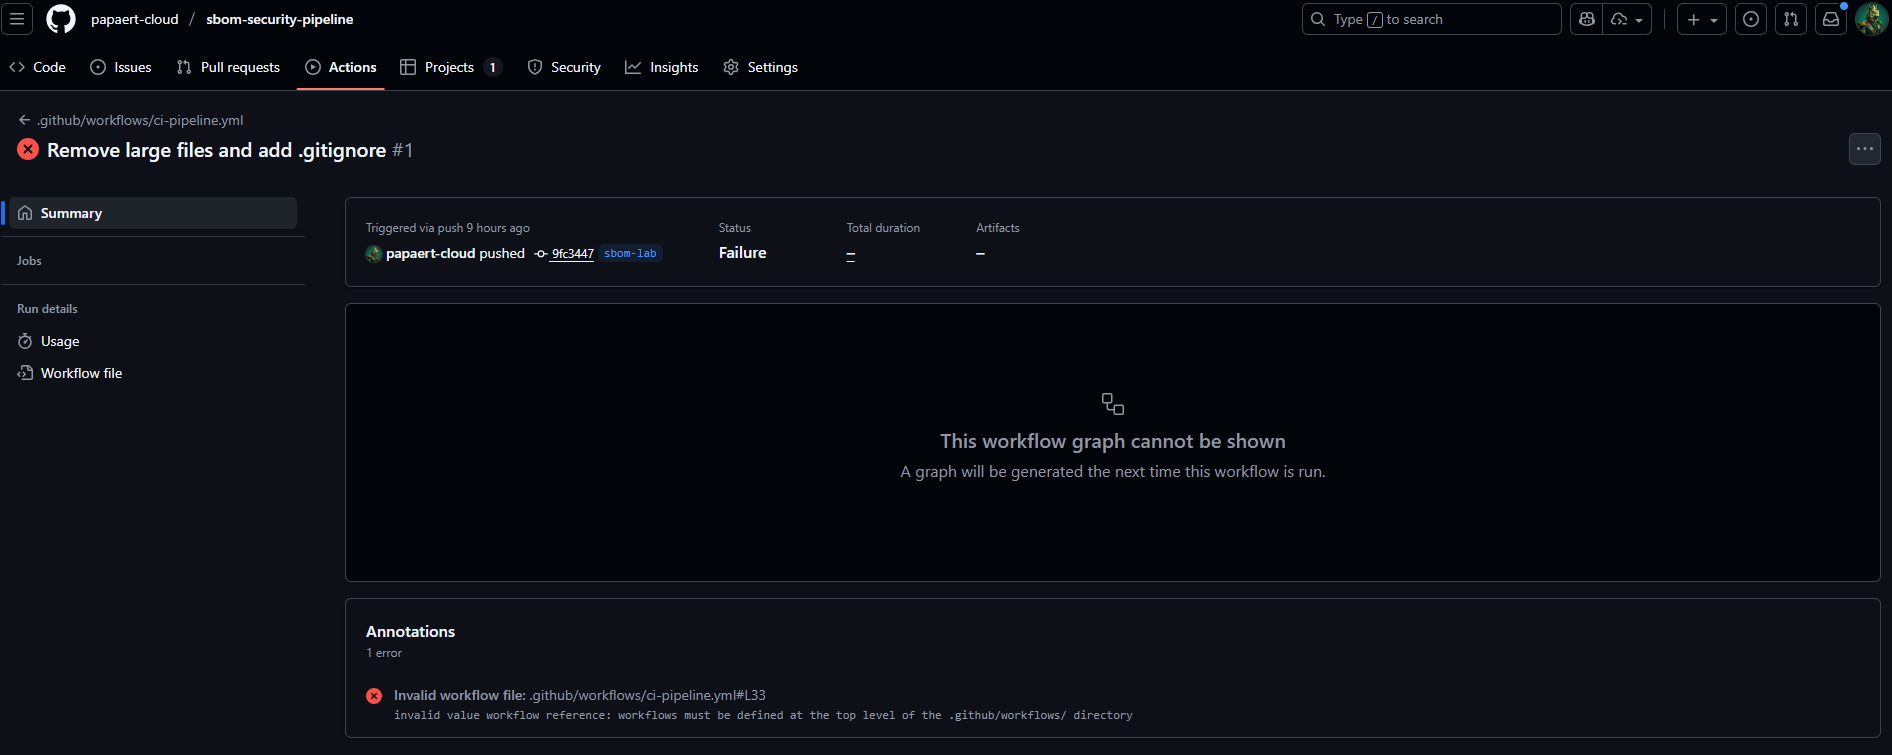 papaert-cloud / sbom-security-pipeline
Type / to search
Code
Issues
Pull requests
Actions
Projects 1
Security
Insights
Settings
.github/workflows/ci-pipeline.yml
Remove large files and add .gitignore #1
Summary
Jobs
Run details
Usage
Workflow file
Triggered via push 9 hours ago
papaert-cloud pushed 9fc3447 sbom-lab
Status
Failure
Total duration
–
Artifacts
–
This workflow graph cannot be shown
A graph will be generated the next time this workflow is run.
Annotations
1 error
Invalid workflow file: .github/workflows/ci-pipeline.yml#L33
invalid value workflow reference: workflows must be defined at the top level of the .github/workflows/ directory